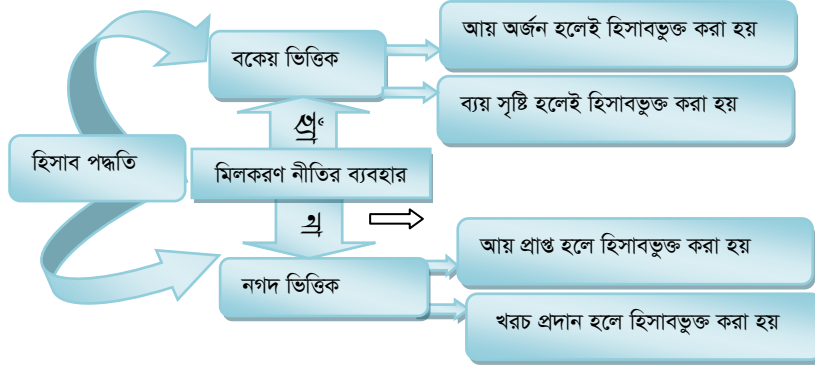 আয় অর্জন হলেই হিসাবভুক্ত করা হয়
বকেয় ভিত্তিক
ব্যয় সৃষ্টি হলেই হিসাবভুক্ত করা হয়
হ্যাঁ
হিসাব পদ্ধতি
মিলকরণ নীতির ব্যবহার
না
আয় প্রাপ্ত হলে হিসাবভুক্ত করা হয়
নগদ ভিত্তিক
খরচ প্রদান হলে হিসাবভুক্ত করা হয়